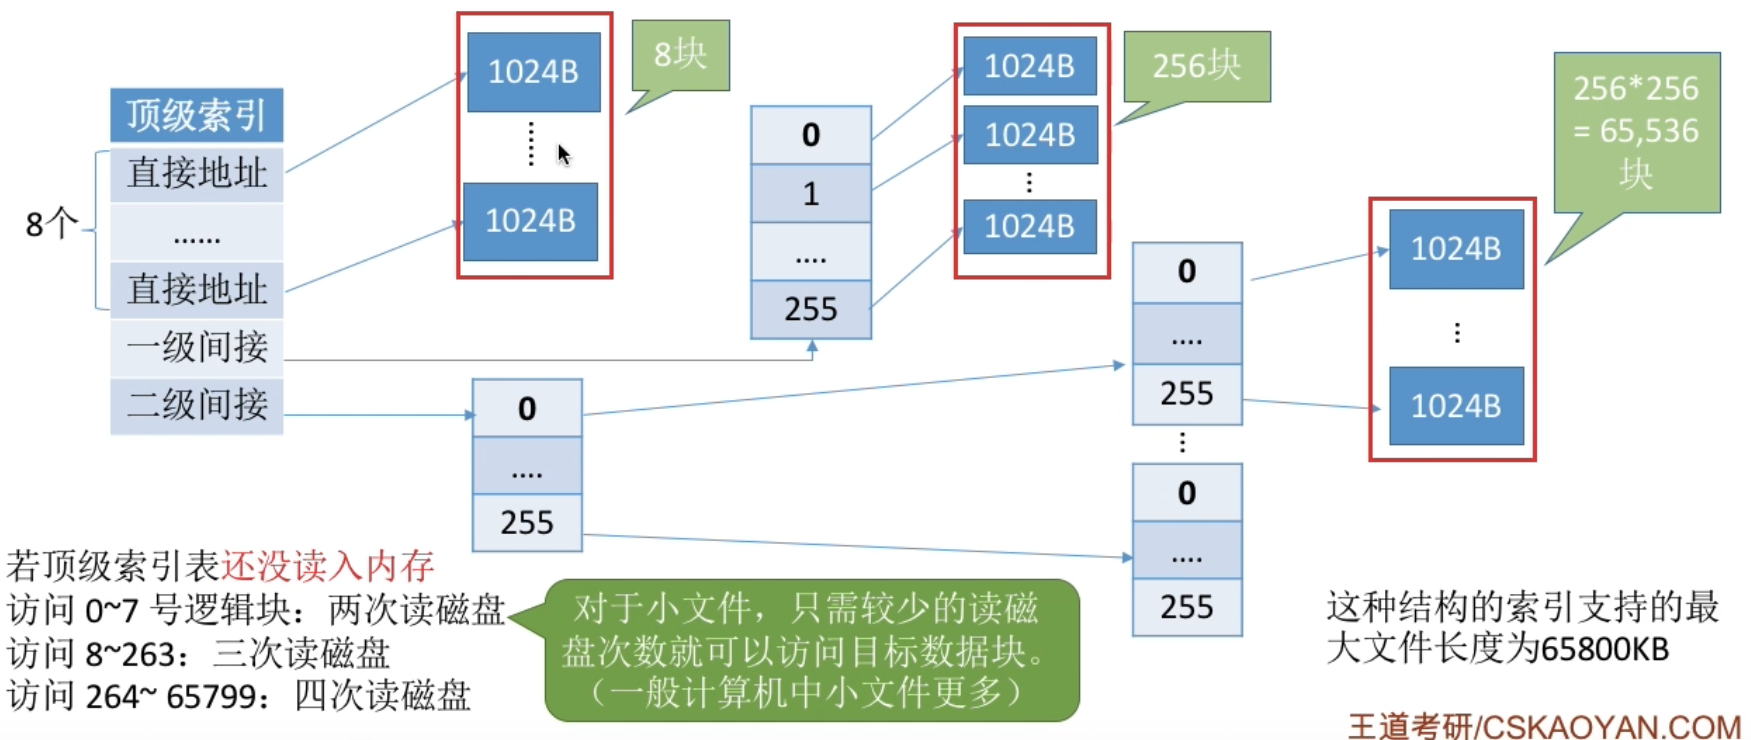 顶级索引
直接地址
……
直接地址
一级间接
二级间接
8个
1024B
1024B
8块
0
1
....
255
1024B
1024B
1024B
256块
0
....
255
0
....
255
0
....
255
1024B
1024B
256*256
= 65,536
块
若顶级索引表还没读入内存
访问 0~7 号逻辑块：两次读磁盘
访问 8~263：三次读磁盘
访问 264~ 65799：四次读磁盘
对于小文件，只需较少的读磁
盘次数就可以访问目标数据块。
（一般计算机中小文件更多）
这种结构的索引支持的最
大文件长度为65800KB
王道考研/CSKAOYAN.COM